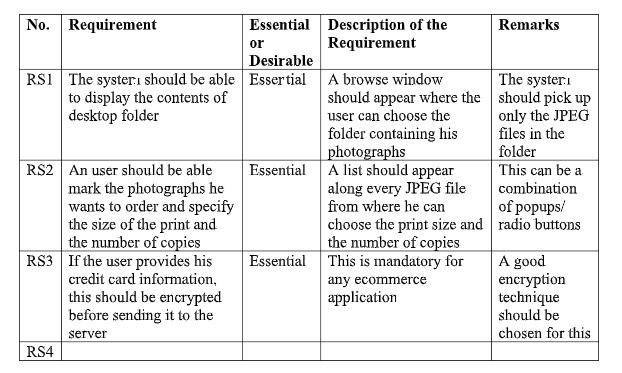 No.
Requirement
Essential
or
Desirable
Description of the
Requirement
Remarks
RS1
The system should be able
to display the contents of
desktop folder
Essential
A browse window
should appear where the
user can choose the
folder containing his
photographs
The system
should pick up
only the JPEG
files in the
folder
RS2
An user should be able
mark the photographs he
wants to order and specify
the size of the print and
the number of copies
Essential
A list should appear
along every JPEG file
from where he can
choose the print size and
the number of copies
This can be a
combination
of popups/
radio buttons
RS3
If the user provides his
credit card information,
this should be encrypted
before sending it to the
server
Essential
This is mandatory for
any ecommerce
application
A good
encryption
technique
should be
chosen for this
RS4